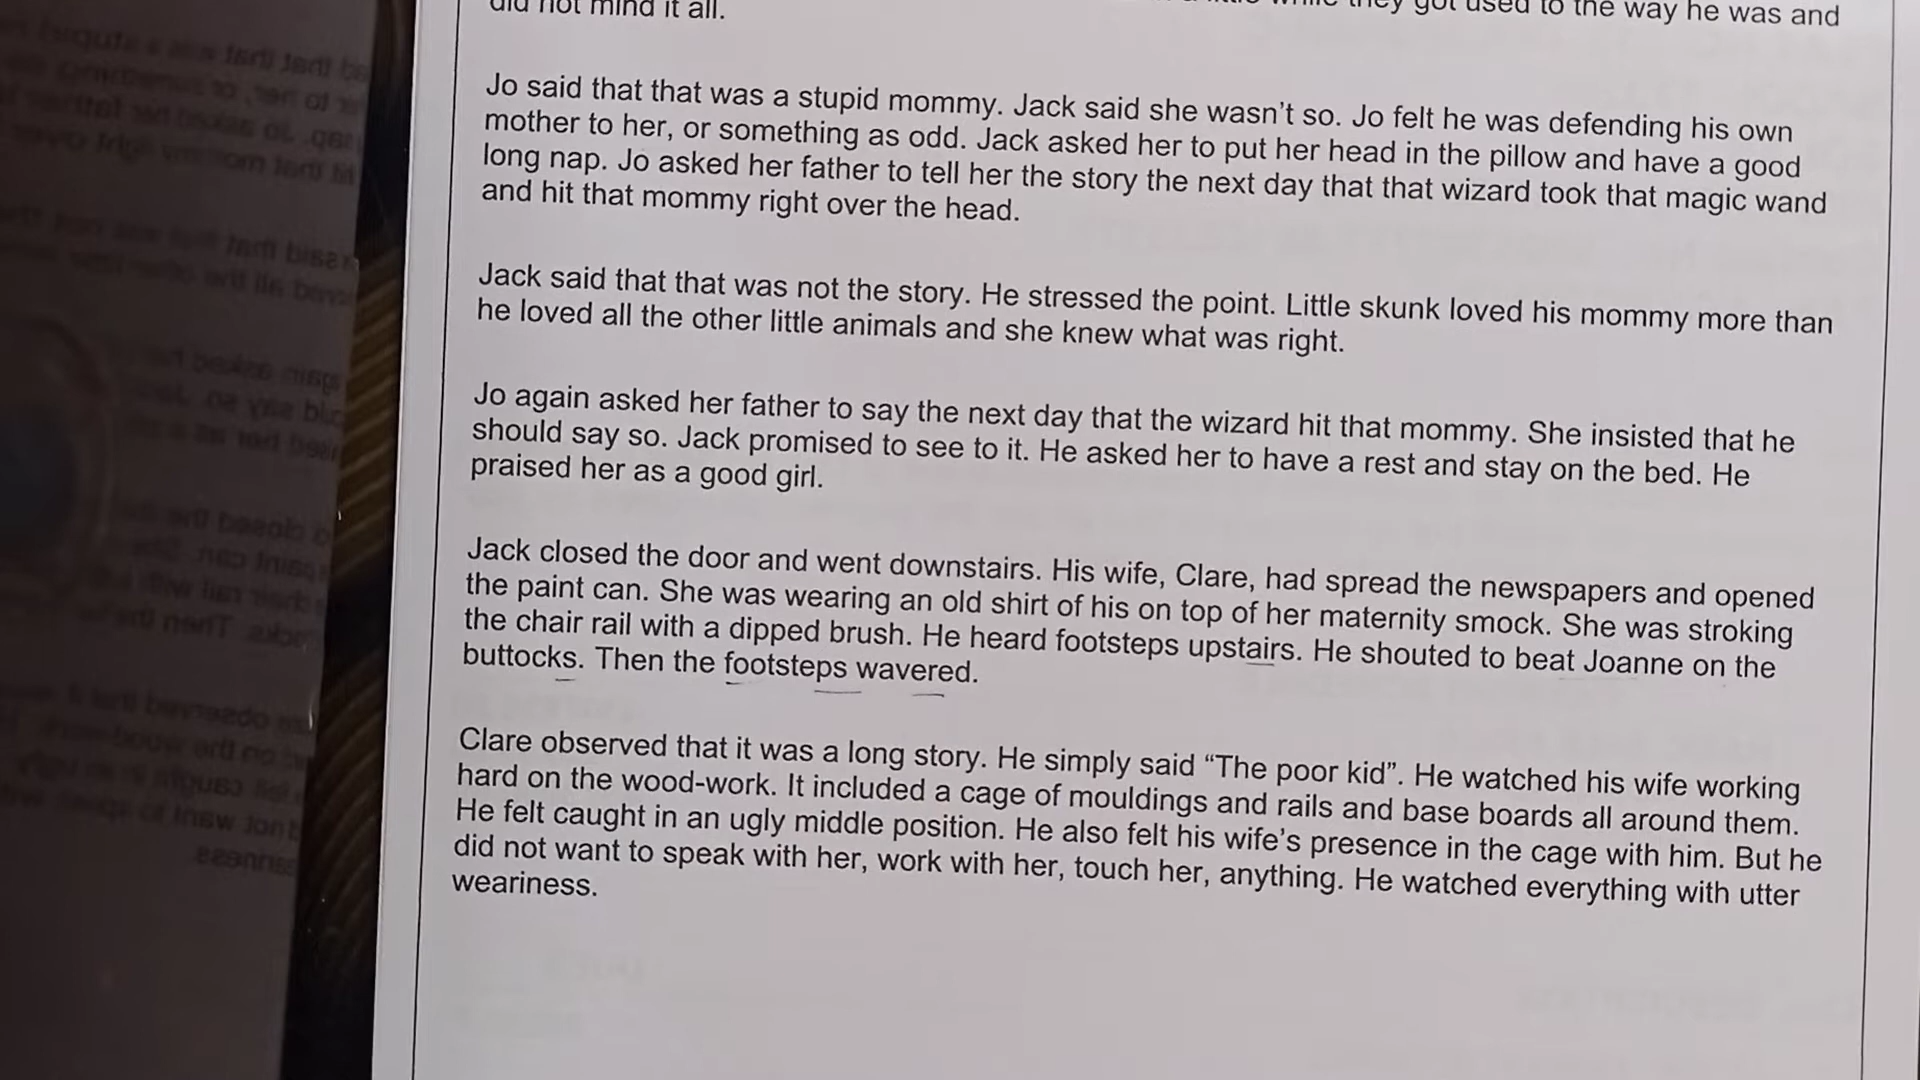 did not mind it all.
they got used to the way he was and
Jo said that that was a stupid mommy. Jack said she wasn’t so. Jo felt he was defending his own
mother to her, or something as odd. Jack asked her to put her head in the pillow and have a good
long nap. Jo asked her father to tell her the story the next day that that wizard took that magic wand
and hit that mommy right over the head.
Jack said that that was not the story. He stressed the point. Little skunk loved his mommy more than
he loved all the other little animals and she knew what was right.
Jo again asked her father to say the next day that the wizard hit that mommy. She insisted that he
should say so. Jack promised to see to it. He asked her to have a rest and stay on the bed. He
praised her as a good girl.
Jack closed the door and went downstairs. His wife, Clare, had spread the newspapers and opened
the paint can. She was wearing an old shirt of his on top of her maternity smock. She was stroking
the chair rail with a dipped brush. He heard footsteps upstairs. He shouted to beat Joanne on the
buttocks. Then the footsteps wavered.
Clare observed that it was a long story. He simply said “The poor kid”. He watched his wife working
hard on the wood-work. It included a cage of mouldings and rails and base boards all around them.
He felt caught in an ugly middle position. He also felt his wife’s presence in the cage with him. But he
did not want to speak with her, work with her, touch her, anything. He watched everything with utter
weariness.